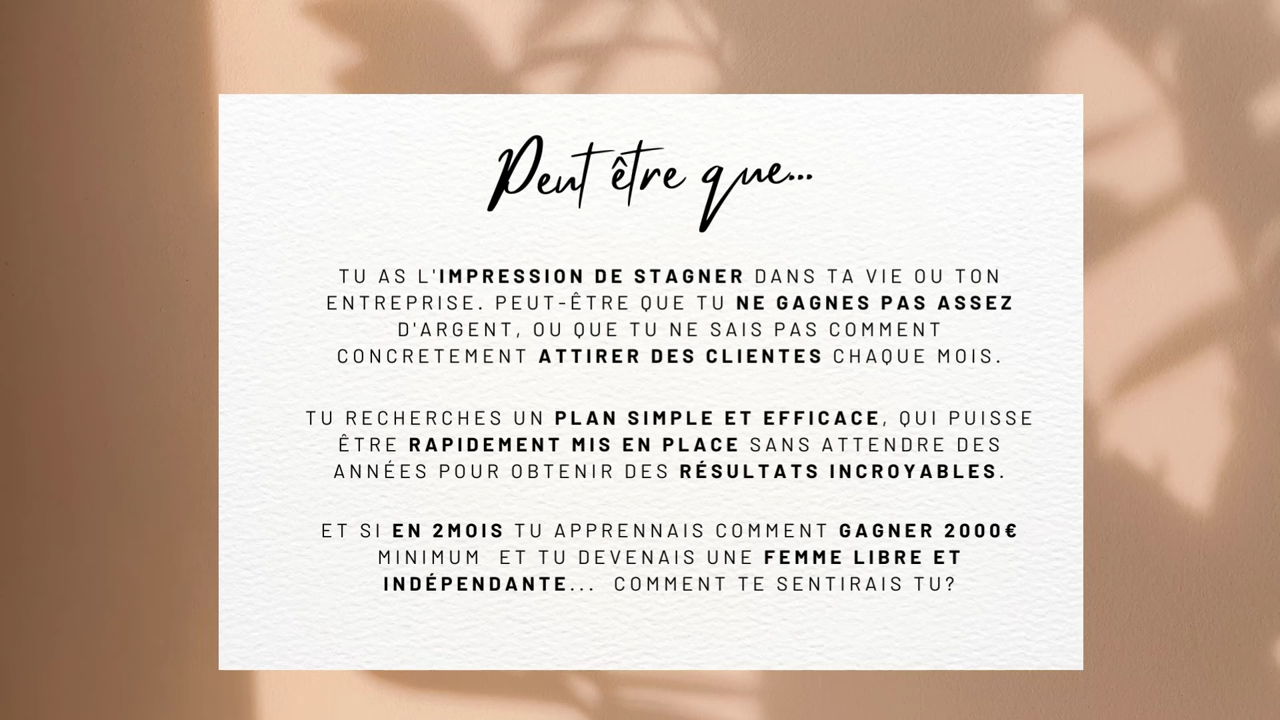 Peut être que...
TU AS L'IMPRESSION DE STAGNER DANS TA VIE OU TON
ENTREPRISE. PEUT-ÊTRE QUE TU NE GAGNES PAS ASSEZ
D'ARGENT, OU QUE TU NE SAIS PAS COMMENT
CONCRETEMENT ATTIRER DES CLIENTES CHAQUE MOIS.
TU RECHERCHES UN PLAN SIMPLE ET EFFICACE, QUI PUISSE
ÊTRE RAPIDEMENT MIS EN PLACE SANS ATTENDRE DES
ANNÉES POUR OBTENIR DES RÉSULTATS INCROYABLES.
ET SI EN 2MOIS TU APPRENNAIS COMMENT GAGNER 2000€
MINIMUM ET TU DEVENAIS UNE FEMME LIBRE ET
INDÉPENDANTE... COMMENT TE SENTIRAIS TU?